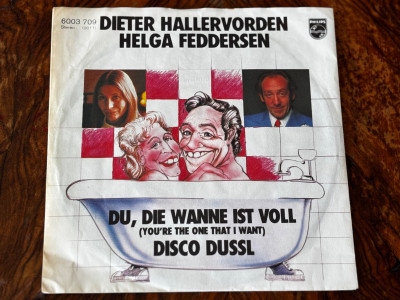 6003 709
DIETER HALLERVORDEN
HELGA FEDDERSEN
PHILIPS
DU, DIE WANNE IST VOLL
(YOU'RE THE ONE THAT I WANT)
DISCO DUSSL